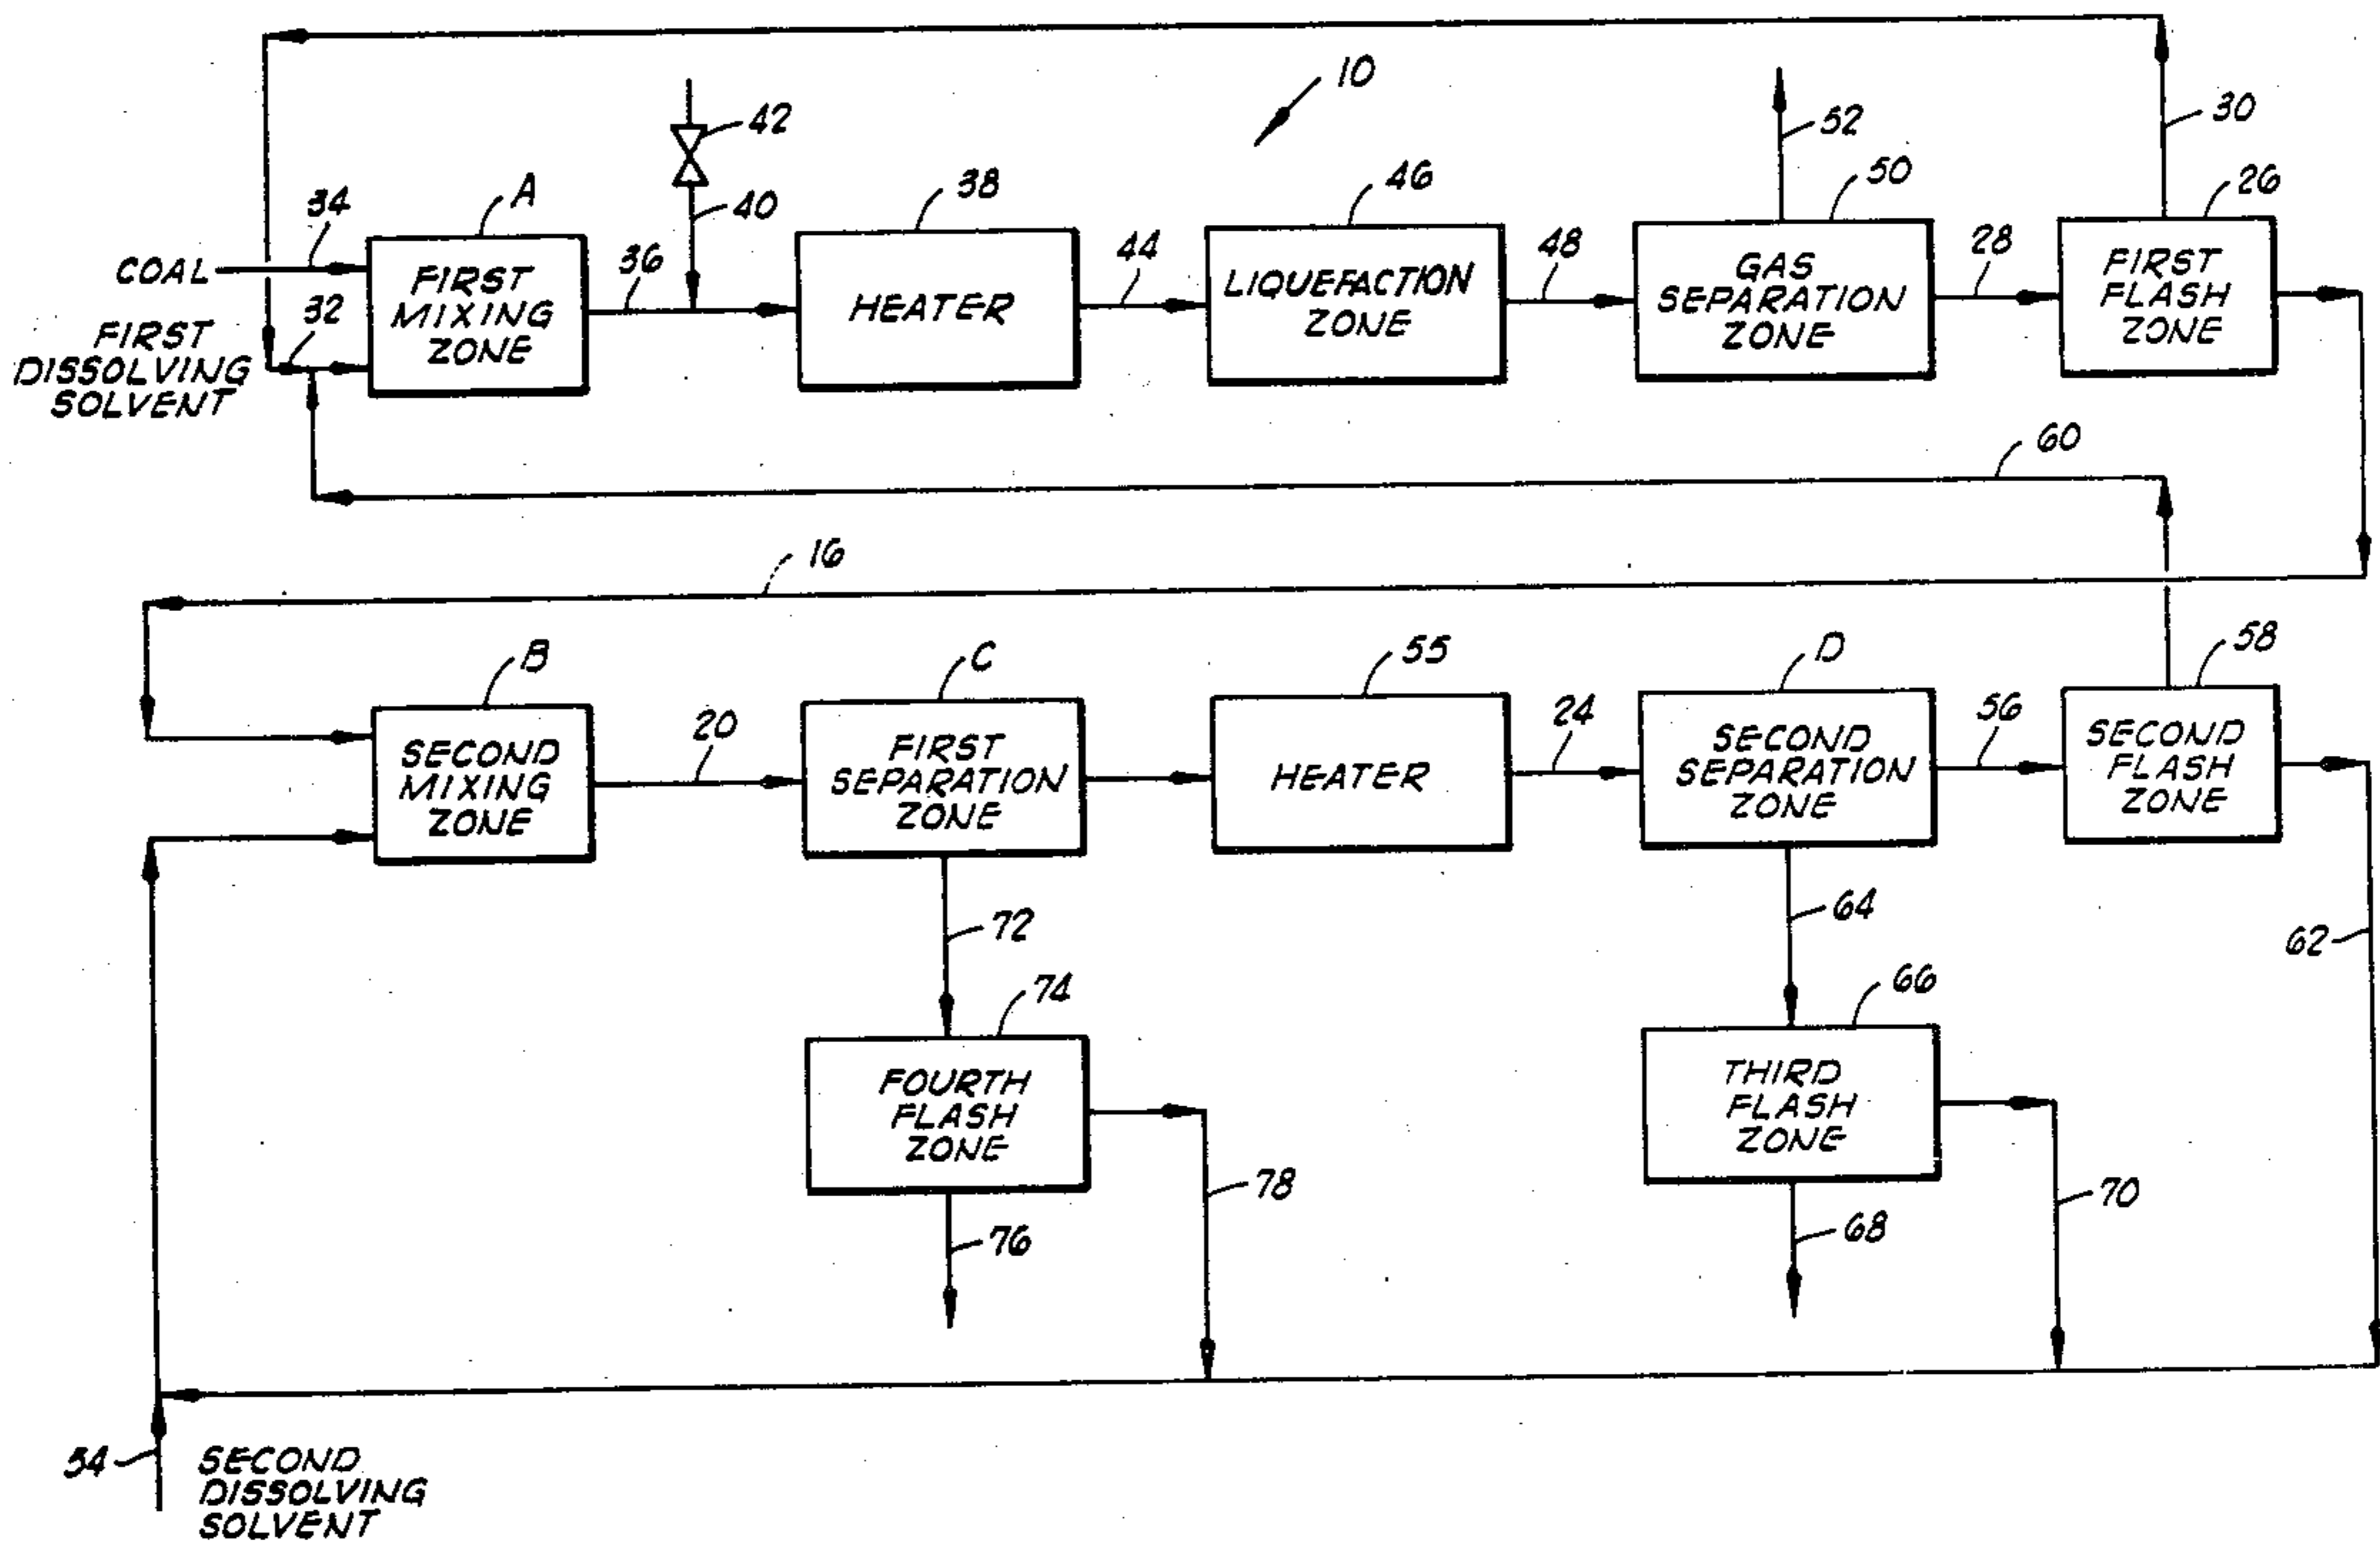 10
42
52
30
34
A
40
38
46
50
26
COAL
36
44
48
28
FIRST
MIXING
ZONE
HEATER
LIQUEFACTION
ZONE
GAS
SEPARATION
ZONE
FIRST
FLASH
ZONE
32
FIRST
DISSOLVING
SOLVENT
60
16
B
C
55
D
58
20
24
56
SECOND
MIXING
ZONE
FIRST
SEPARATION
ZONE
HEATER
SECOND
SEPARATION
ZONE
SECOND
FLASH
ZONE
72
64
62
74
66
FOURTH
FLASH
ZONE
THIRD
FLASH
ZONE
78
70
76
68
54
SECOND
DISSOLVING
SOLVENT